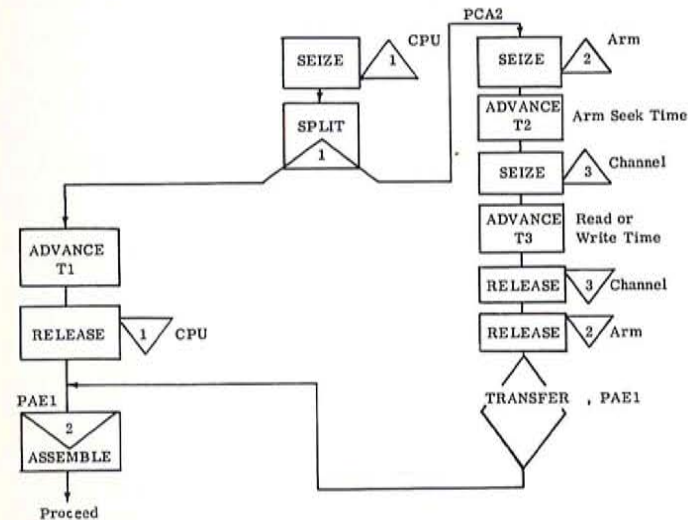 PCA2
SEIZE
1
CPU
SPLIT
1
SEIZE
2
Arm
ADVANCE
T2
Arm Seek Time
SEIZE
3
Channel
ADVANCE
T3
Read or
Write Time
RELEASE
3
Channel
RELEASE
2
Arm
TRANSFER , PAE1
ADVANCE
T1
RELEASE
1
CPU
PAE1
2
ASSEMBLE
Proceed